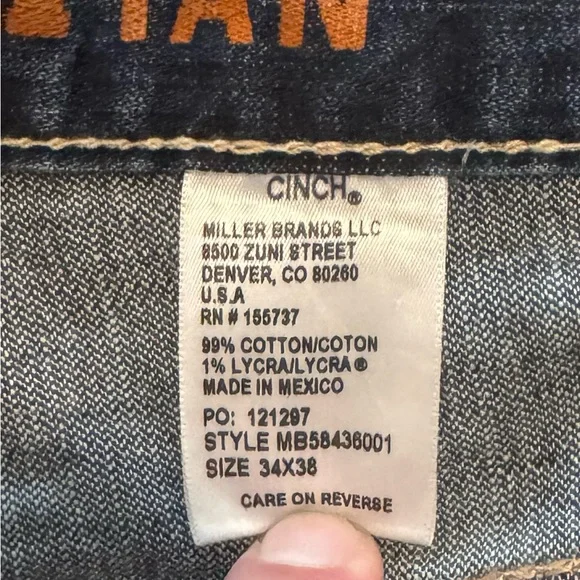 IAN
CINCH®
MILLER BRANDS LLC
8500 ZUNI STREET
DENVER, CO 80260
U.S.A
RN # 155737
99% COTTON/COTON
1% LYCRA/LYCRA®
MADE IN MEXICO
PO: 121297
STYLE MB58436001
SIZE 34X38
CARE ON REVERSE